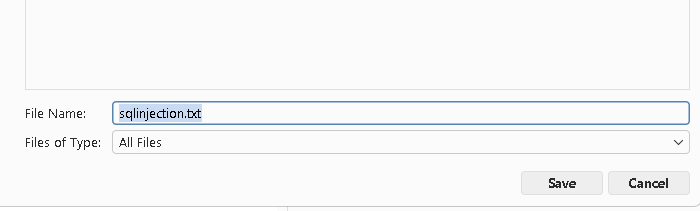 File Name: sqlinjection.txt
Files of Type: All Files
Save Cancel